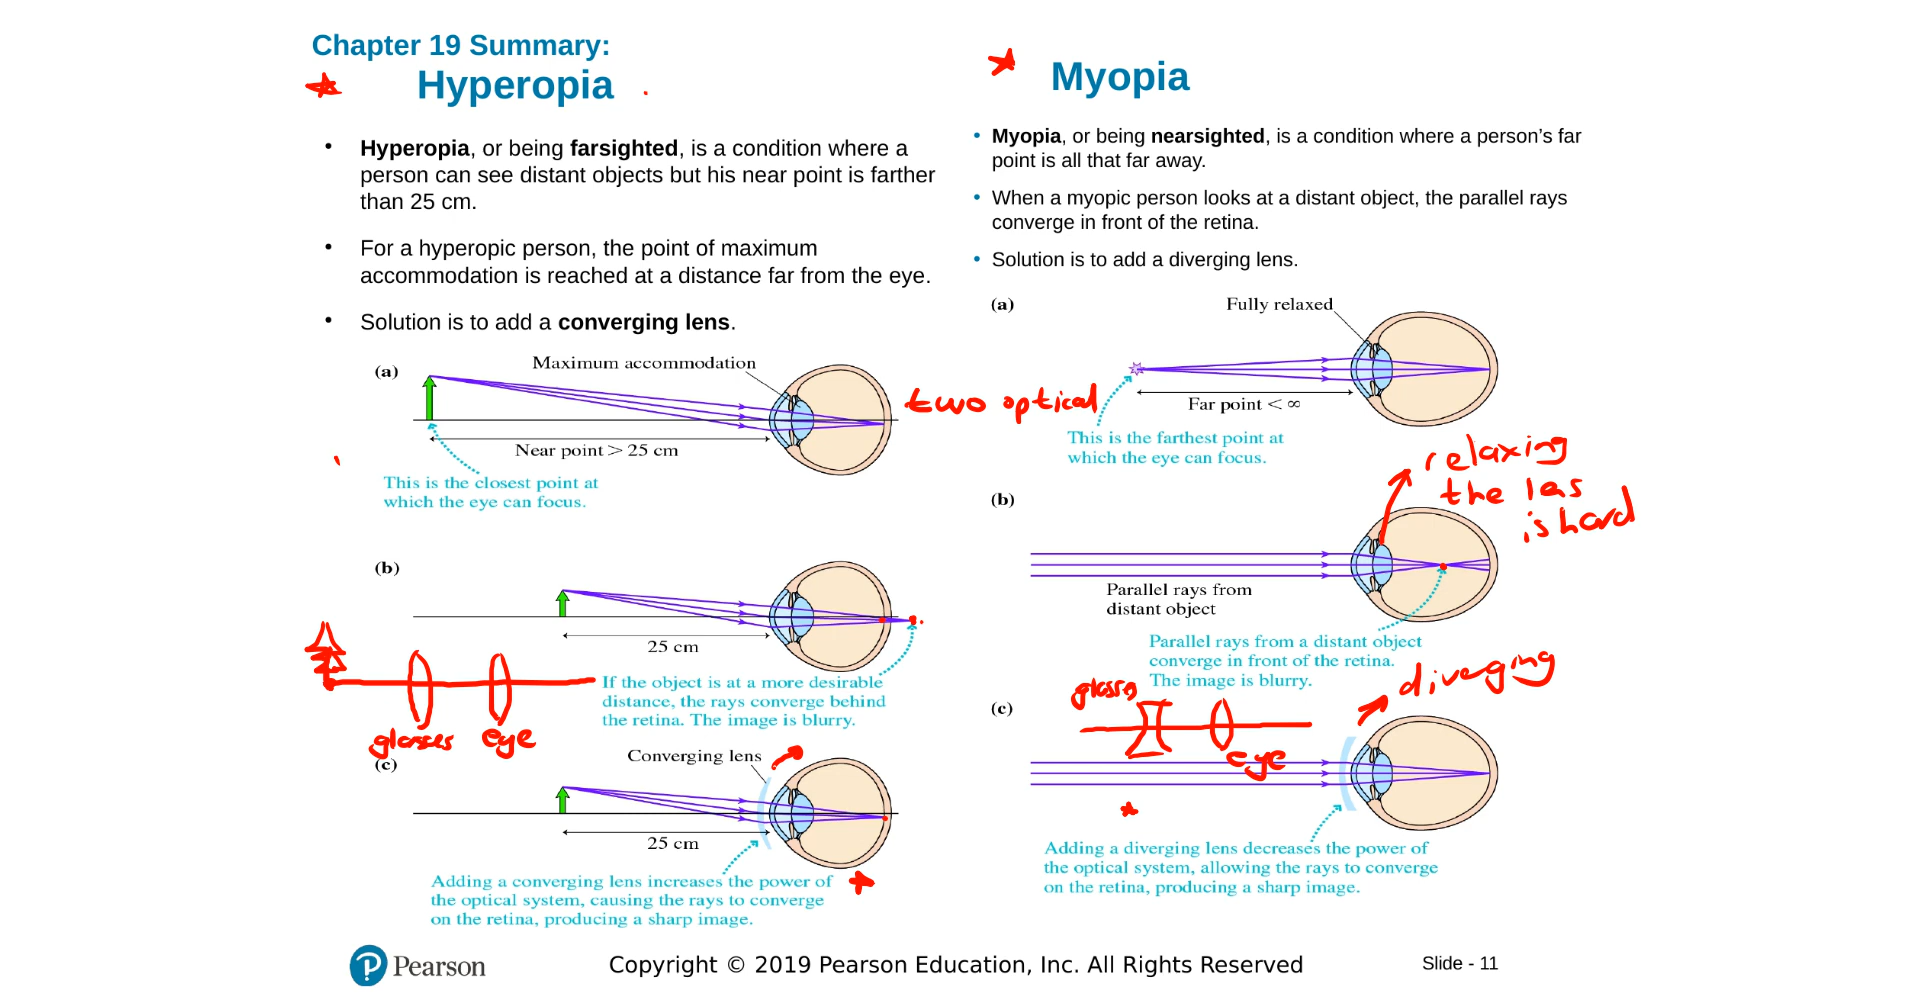 Chapter 19 Summary:
Hyperopia
• Hyperopia, or being farsighted, is a condition where a
person can see distant objects but his near point is farther
than 25 cm.
• For a hyperopic person, the point of maximum
accommodation is reached at a distance far from the eye.
• Solution is to add a converging lens.
(a)
Maximum accommodation
Near point > 25 cm
This is the closest point at
which the eye can focus.
two optical
(b)
25 cm
If the object is at a more desirable
distance, the rays converge behind
the retina. The image is blurry.
glasses eye
(c)
Converging lens
25 cm
Adding a converging lens increases the power of
the optical system, causing the rays to converge
on the retina, producing a sharp image.
Myopia
• Myopia, or being nearsighted, is a condition where a person’s far
point is all that far away.
• When a myopic person looks at a distant object, the parallel rays
converge in front of the retina.
• Solution is to add a diverging lens.
(a)
Fully relaxed
Far point < ∞
This is the farthest point at
which the eye can focus.
relaxing
the lens
is hard
(b)
Parallel rays from
distant object
Parallel rays from a distant object
converge in front of the retina.
The image is blurry.
diverging
(c)
glasses
eye
Adding a diverging lens decreases the power of
the optical system, allowing the rays to converge
on the retina, producing a sharp image.
P Pearson
Copyright © 2019 Pearson Education, Inc. All Rights Reserved
Slide - 11